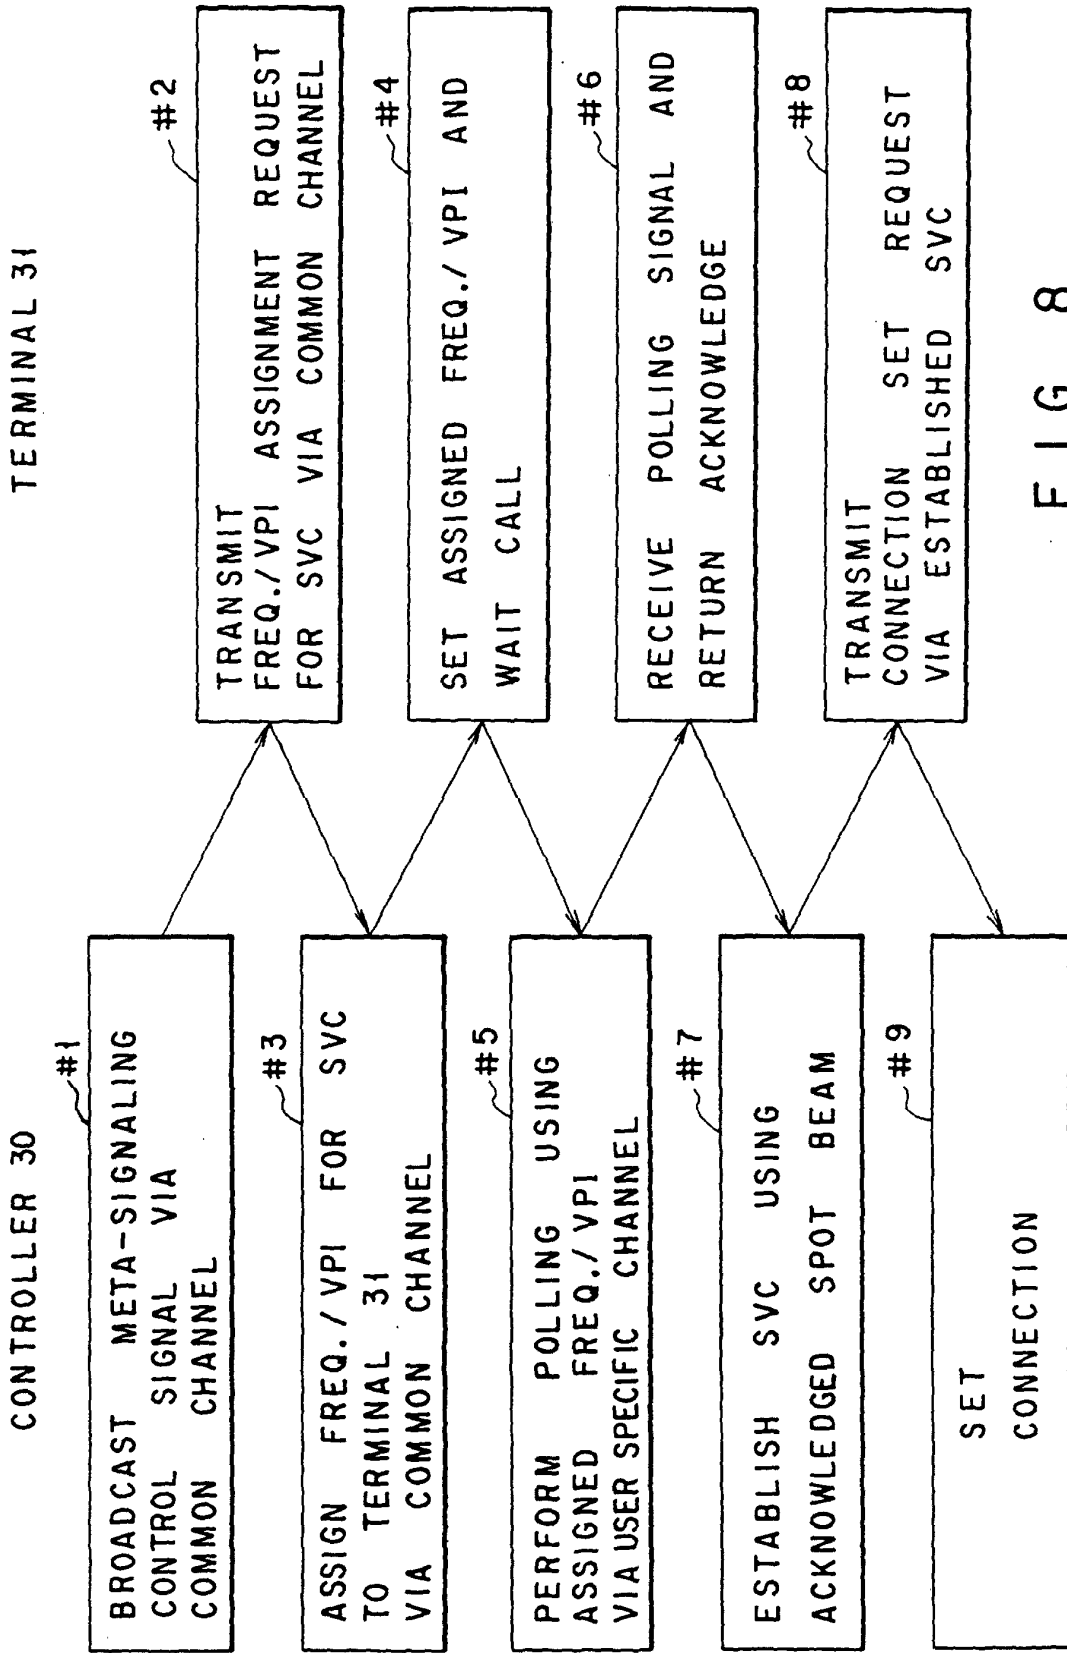 CONTROLLER 30
TERMINAL 31
#1
BROADCAST META-SIGNALING
CONTROL SIGNAL VIA
COMMON CHANNEL
#2
TRANSMIT
FREQ./VPI ASSIGNMENT REQUEST
FOR SVC VIA COMMON CHANNEL
#3
ASSIGN FREQ./VPI FOR SVC
TO TERMINAL 31
VIA COMMON CHANNEL
#4
SET ASSIGNED FREQ./VPI AND
WAIT CALL
#5
PERFORM POLLING USING
ASSIGNED FREQ./VPI
VIA USER SPECIFIC CHANNEL
#6
RECEIVE POLLING SIGNAL AND
RETURN ACKNOWLEDGE
#7
ESTABLISH SVC USING
ACKNOWLEDGED SPOT BEAM
#8
TRANSMIT
CONNECTION SET REQUEST
VIA ESTABLISHED SVC
#9
SET
CONNECTION
FIG 8